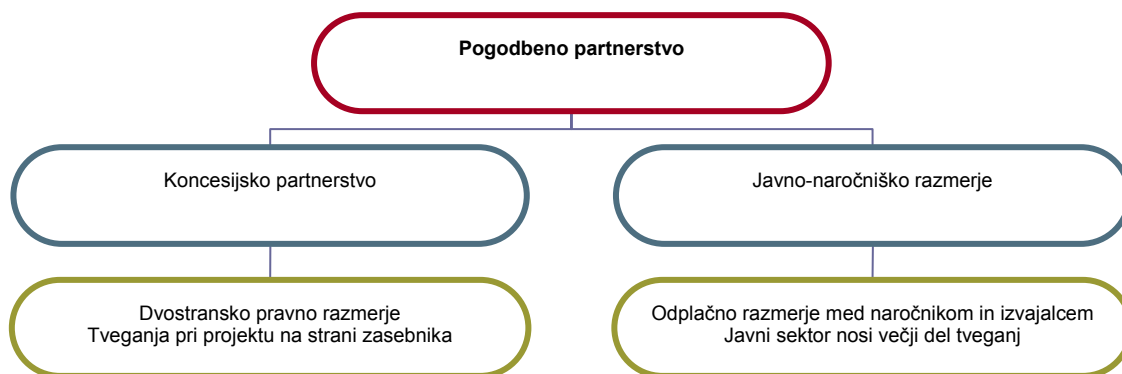 Pogodbeno partnerstvo
Koncesijsko partnerstvo
Javno-naročniško razmerje
Dvostransko pravno razmerje
Tveganja pri projektu na strani zasebnika
Odplačno razmerje med naročnikom in izvajalcem
Javni sektor nosi večji del tveganj